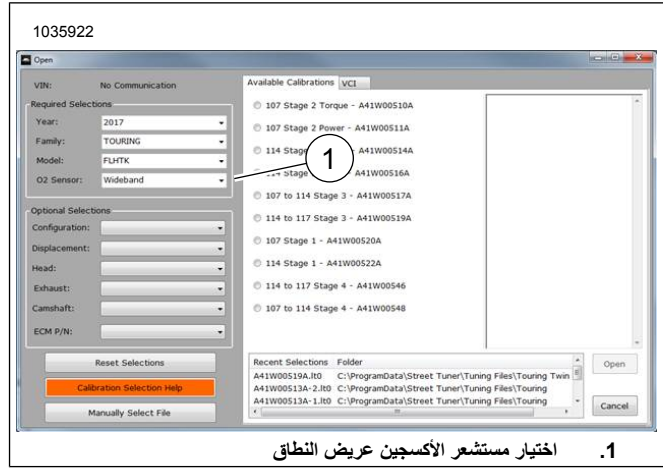 1035922
Open
VIN: No Communication
Required Selections
Year: 2017
Family: TOURING
Model: FLHTK
O2 Sensor: Wideband
Optional Selections
Configuration:
Displacement:
Head:
Exhaust:
Camshaft:
ECM P/N:
Reset Selections
Calibration Selection Help
Manually Select File
Available Calibrations VCI
107 Stage 2 Torque - A41W00510A
107 Stage 2 Power - A41W00511A
114 Stage A41W00514A
114 Stage A41W00516A
107 to 114 Stage 3 - A41W00517A
114 to 117 Stage 3 - A41W00519A
107 Stage 1 - A41W00520A
114 Stage 1 - A41W00522A
114 to 117 Stage 4 - A41W00546
107 to 114 Stage 4 - A41W00548
1
Recent Selections Folder
A41W00519A.lt0 C:\ProgramData\Street Tuner\Tuning Files\Touring Twin
A41W00513A-2.lt0 C:\ProgramData\Street Tuner\Tuning Files\Touring
A41W00513A-1.lt0 C:\ProgramData\Street Tuner\Tuning Files\Touring
Open
Cancel
1. اختيار مستشعر الأكسجين عريض النطاق